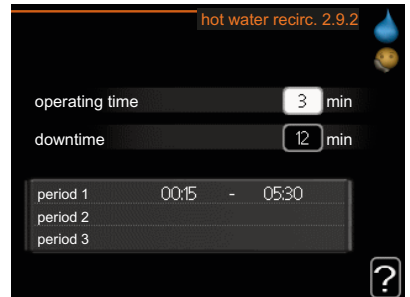 hot water recirc. 2.9.2
operating time 3 min
downtime 12 min
period 1 00:15 - 05:30
period 2
period 3
?